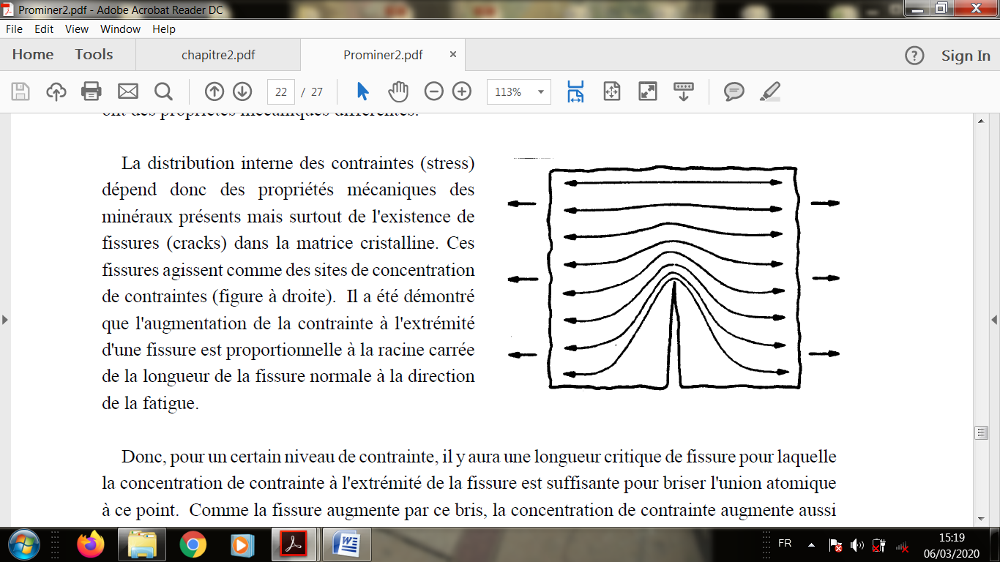 Prominer2.pdf - Adobe Acrobat Reader DC
File Edit View Window Help
Home Tools chapitre2.pdf Prominer2.pdf × ? Sign In
22 / 27 113%
ont des propriétés mécaniques différentes.
La distribution interne des contraintes (stress)
dépend donc des propriétés mécaniques des
minéraux présents mais surtout de l'existence de
fissures (cracks) dans la matrice cristalline. Ces
fissures agissent comme des sites de concentration
de contraintes (figure à droite). Il a été démontré
que l'augmentation de la contrainte à l'extrémité
d'une fissure est proportionnelle à la racine carrée
de la longueur de la fissure normale à la direction
de la fatigue.
Donc, pour un certain niveau de contrainte, il y aura une longueur critique de fissure pour laquelle
la concentration de contrainte à l'extrémité de la fissure est suffisante pour briser l'union atomique
à ce point. Comme la fissure augmente par ce bris, la concentration de contrainte augmente aussi
FR 15:19
06/03/2020